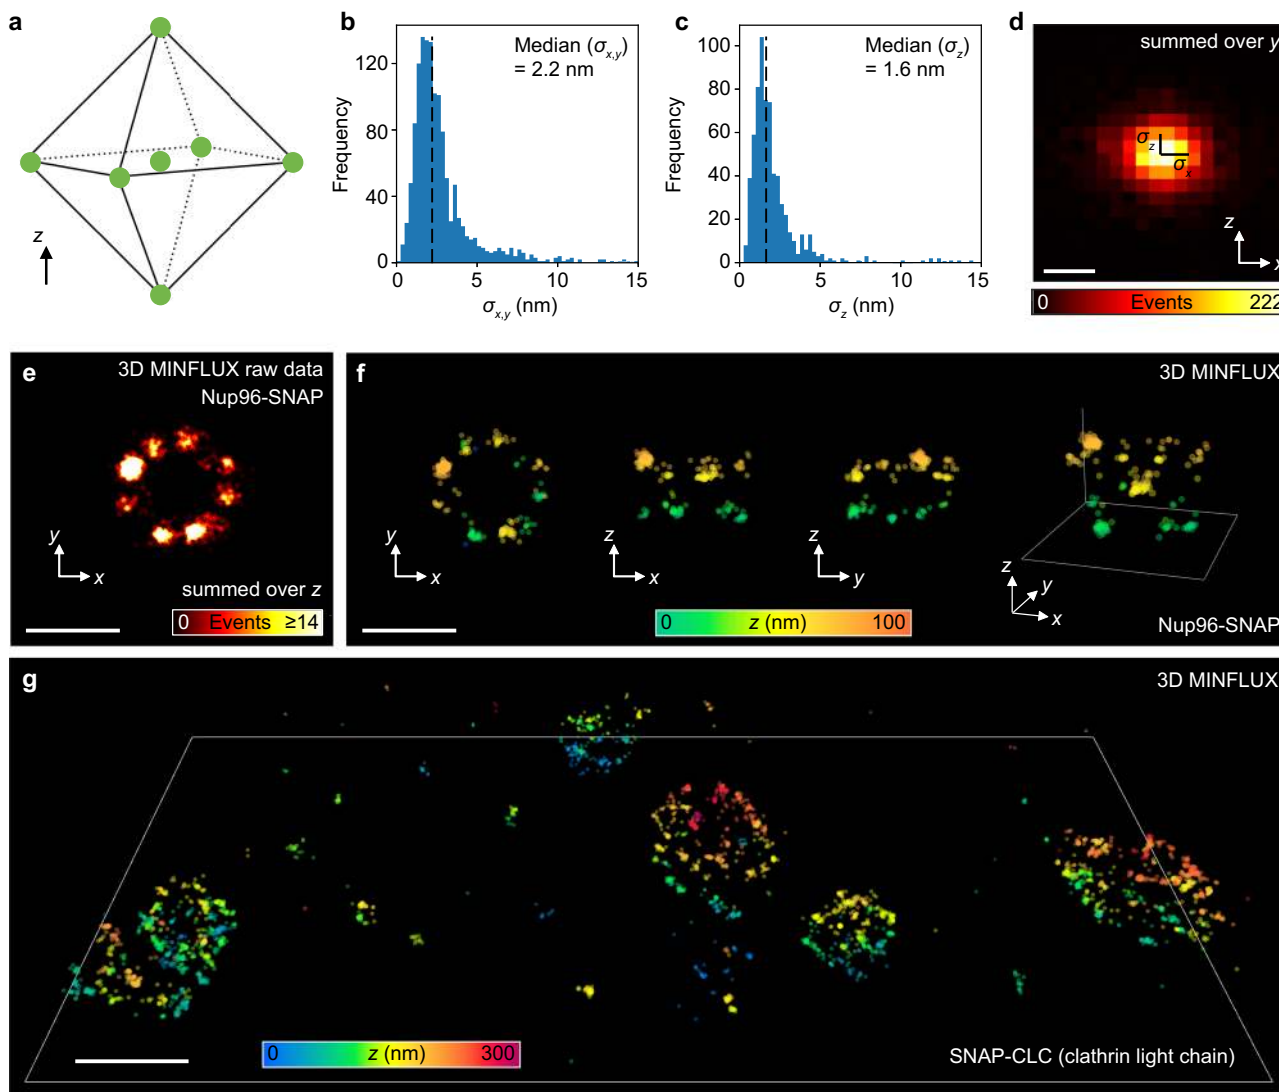 a
z
b
Median (σx,y)
= 2.2 nm
Frequency
120
80
40
0
0 5 10 15
σx,y (nm)
c
Median (σz)
= 1.6 nm
Frequency
100
80
60
40
20
0
0 5 10 15
σz (nm)
d
summed over y
σz
σx
z
x
0 Events 222
e
3D MINFLUX raw data
Nup96-SNAP
y
x
summed over z
0 Events ≥14
f
3D MINFLUX
y
x
z
x
z
y
z
y
x
0 z (nm) 100
Nup96-SNAP
g
3D MINFLUX
0 z (nm) 300
SNAP-CLC (clathrin light chain)